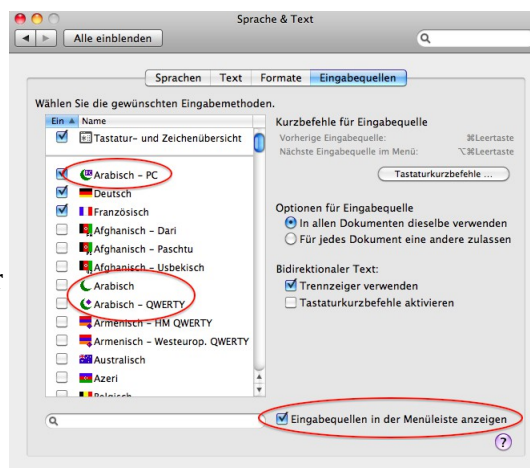 Sprache & Text
Alle einblenden
Sprachen Text Formate Eingabequellen
Wählen Sie die gewünschten Eingabemethoden.
Ein Name
Tastatur- und Zeichenübersicht
Arabisch – PC
Deutsch
Französisch
Afghanisch – Dari
Afghanisch – Paschtu
Afghanisch – Usbekisch
Arabisch
Arabisch – QWERTY
Armenisch – HM QWERTY
Armenisch – Westeurop. QWERTY
Australisch
Azeri
Belgisch
Kurzbefehle für Eingabequelle
Vorherige Eingabequelle: ⌘Leertaste
Nächste Eingabequelle im Menü: ⌥⌘Leertaste
Tastaturkurzbefehle ...
Optionen für Eingabequelle
In allen Dokumenten dieselbe verwenden
Für jedes Dokument eine andere zulassen
Bidirektionaler Text:
Trennzeiger verwenden
Tastaturkurzbefehle aktivieren
Eingabequellen in der Menüleiste anzeigen
?